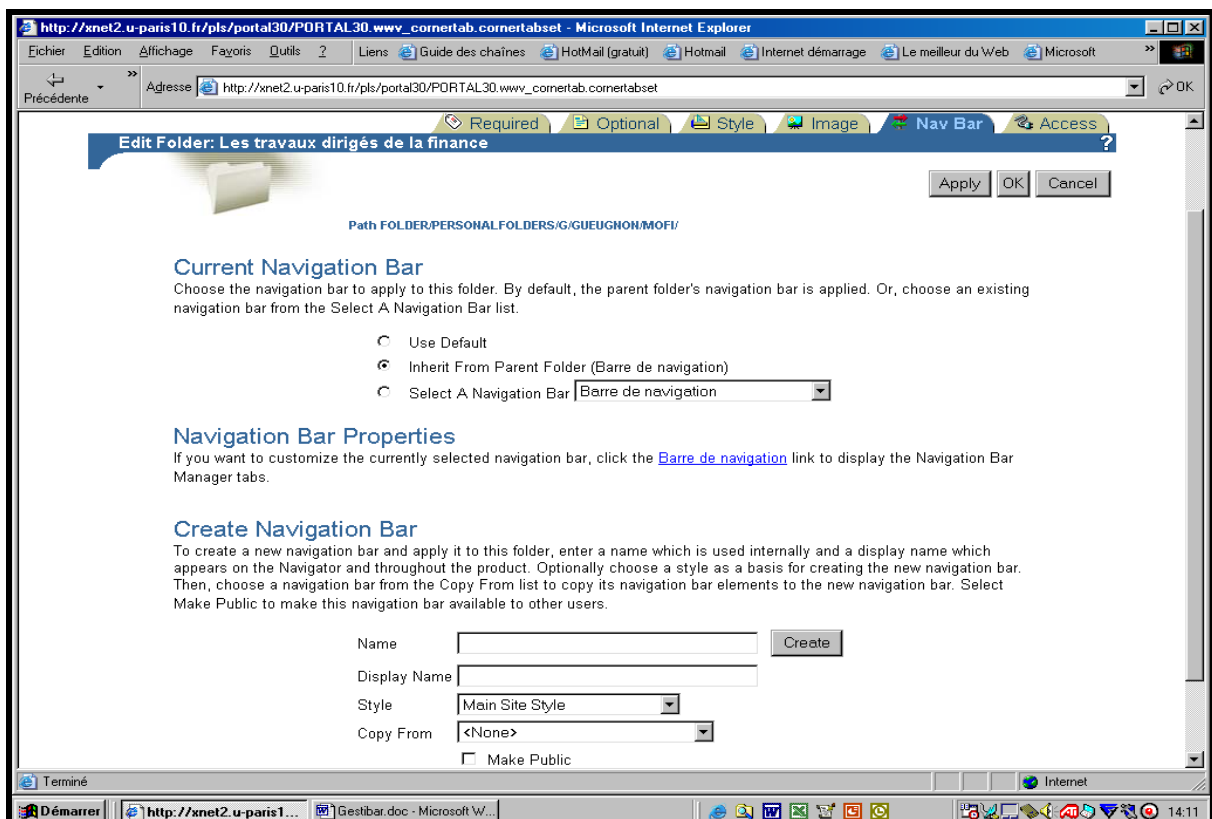 http://xnet2.u-paris10.fr/pls/portal30/PORTAL30.wwv_cornertab.cornertabset - Microsoft Internet Explorer
Fichier Edition Affichage Favoris Outils ? Liens Guide des chaînes HotMail (gratuit) Hotmail Internet démarrage Le meilleur du Web Microsoft »
Précédente » Adresse http://xnet2.u-paris10.fr/pls/portal30/PORTAL30.wwv_cornertab.cornertabset OK
Required Optional Style Image Nav Bar Access
Edit Folder: Les travaux dirigés de la finance ?
Apply OK Cancel
Path FOLDER/PERSONALFOLDERS/G/GUEUGNON/MOFI/
Current Navigation Bar
Choose the navigation bar to apply to this folder. By default, the parent folder's navigation bar is applied. Or, choose an existing
navigation bar from the Select A Navigation Bar list.
Use Default
Inherit From Parent Folder (Barre de navigation)
Select A Navigation Bar Barre de navigation
Navigation Bar Properties
If you want to customize the currently selected navigation bar, click the Barre de navigation link to display the Navigation Bar
Manager tabs.
Create Navigation Bar
To create a new navigation bar and apply it to this folder, enter a name which is used internally and a display name which
appears on the Navigator and throughout the product. Optionally choose a style as a basis for creating the new navigation bar.
Then, choose a navigation bar from the Copy From list to copy its navigation bar elements to the new navigation bar. Select
Make Public to make this navigation bar available to other users.
Name Create
Display Name
Style Main Site Style
Copy From <None>
Make Public
Terminé Internet
Démarrer http://xnet2.u-paris1... Gestibar.doc - Microsoft W... 14:11